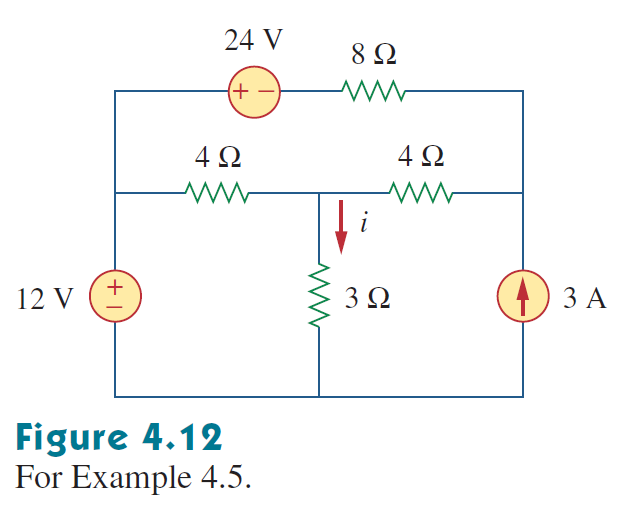 24 V
8 Ω
+ −
4 Ω
4 Ω
i
12 V
+
−
3 Ω
3 A
Figure 4.12
For Example 4.5.